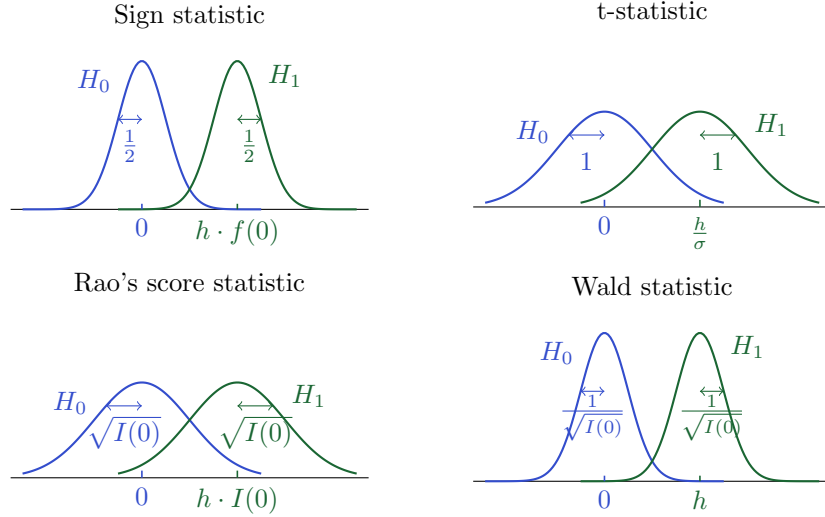 Sign statistic
H₀
H₁
1/2
1/2
0
h · f(0)
t-statistic
H₀
H₁
1
1
0
h/σ
Rao's score statistic
H₀
H₁
√I(0)
√I(0)
0
h · I(0)
Wald statistic
H₀
H₁
1/√I(0)
1/√I(0)
0
h